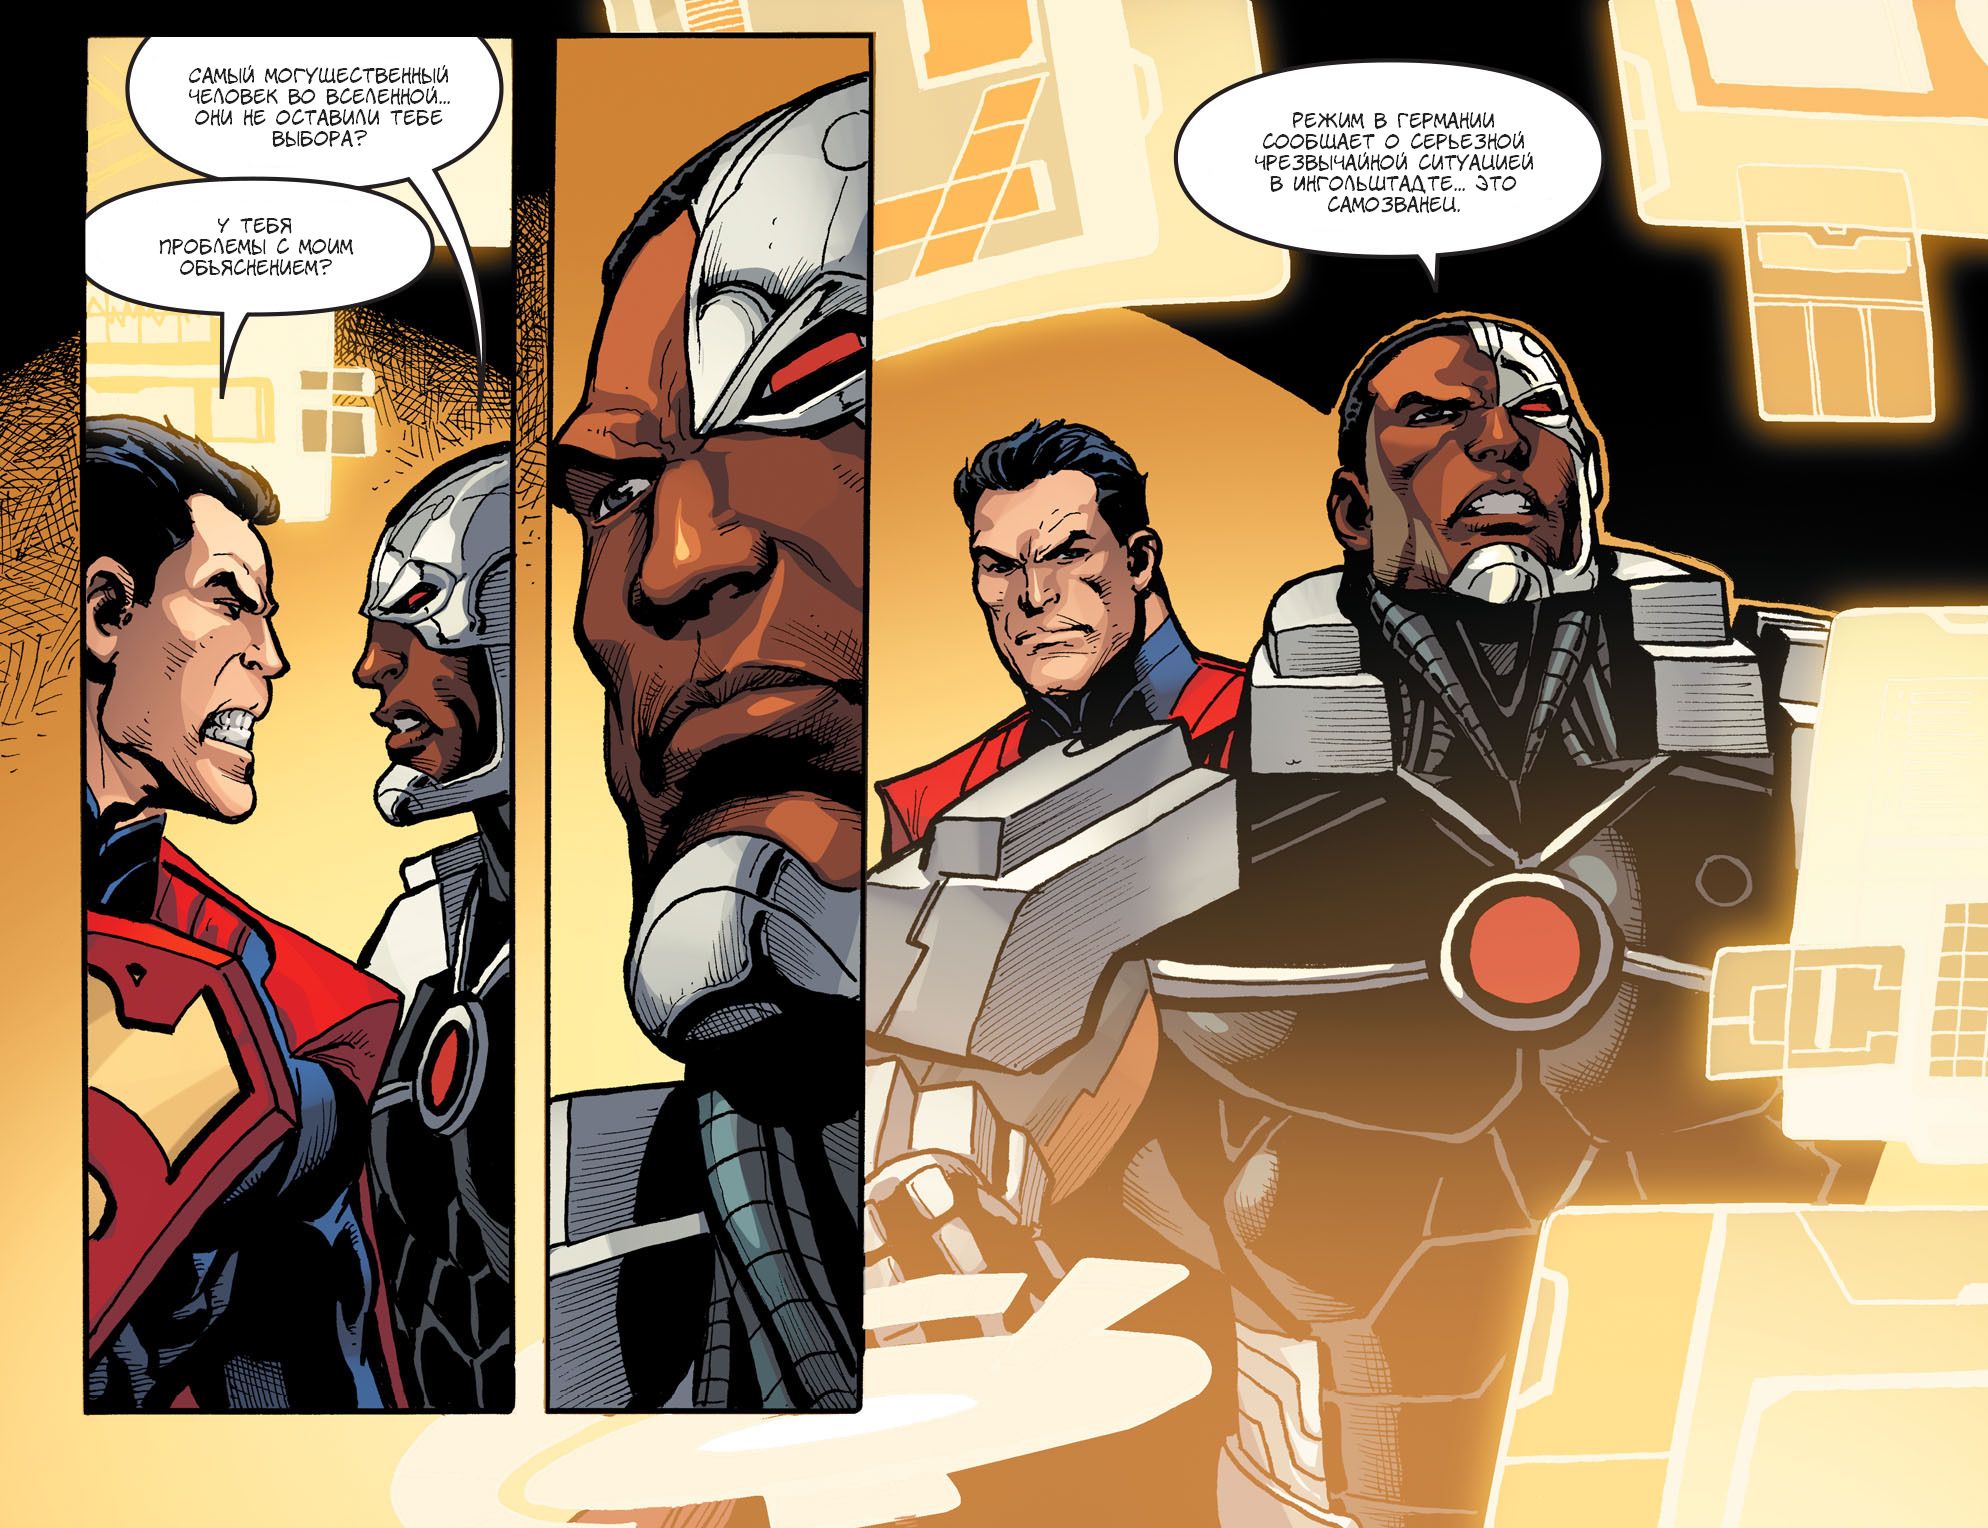 САМЫЙ МОГУЩЕСТВЕННЫЙ
ЧЕЛОВЕК ВО ВСЕЛЕННОЙ...
ОНИ НЕ ОСТАВИЛИ ТЕБЕ
ВЫБОРА?
У ТЕБЯ
ПРОБЛЕМЫ С МОИМ
ОБЪЯСНЕНИЕМ?
РЕЖИМ В ГЕРМАНИИ
СООБЩАЕТ О СЕРЬЕЗНОЙ
ЧРЕЗВЫЧАЙНОЙ СИТУАЦИЕЙ
В ИНГОЛЬШТАДТЕ... ЭТО
САМОЗВАНЕЦ.